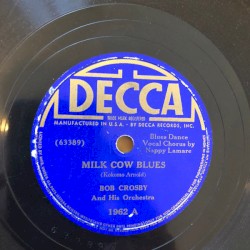 DECCA
MANUFACTURED IN U.S.A. BY DECCA RECORDS, INC.
(63389)
Blues Dance
Vocal Chorus by
Nappy Lamare
MILK COW BLUES
(Kokomo Arnold)
BOB CROSBY
And His Orchestra
1962 A